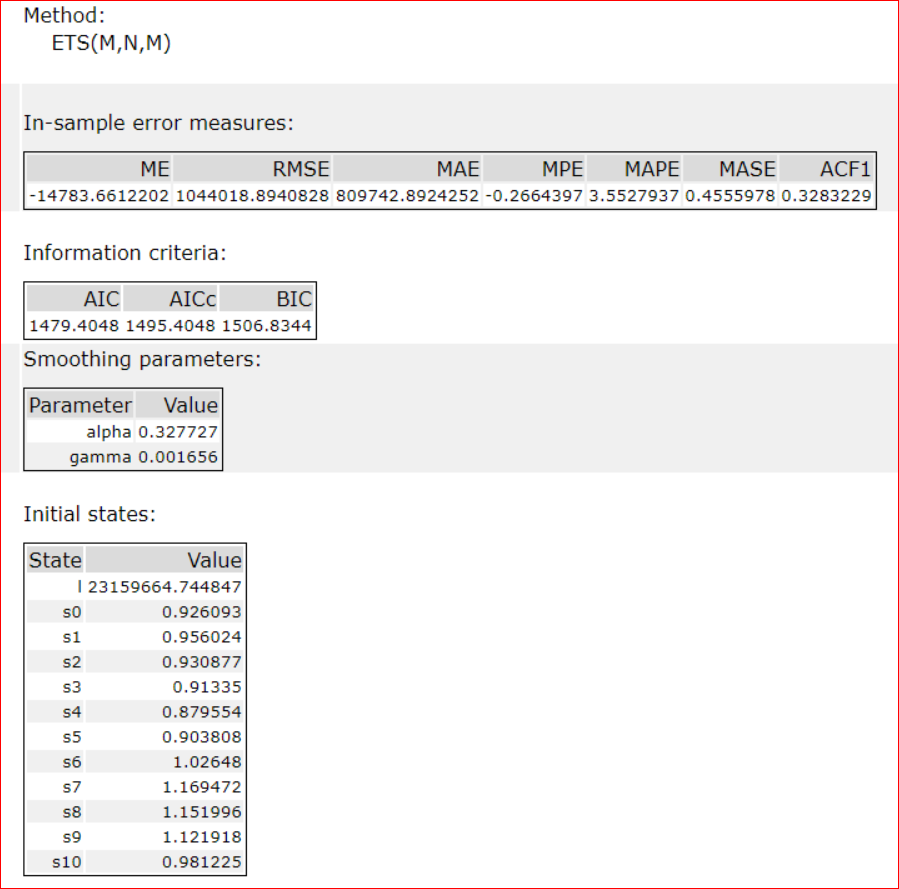 Method:
ETS(M,N,M)
In-sample error measures:
ME RMSE MAE MPE MAPE MASE ACF1
-14783.6612202 1044018.8940828 809742.8924252 -0.2664397 3.5527937 0.4555978 0.3283229
Information criteria:
AIC AICc BIC
1479.4048 1495.4048 1506.8344
Smoothing parameters:
Parameter Value
alpha 0.327727
gamma 0.001656
Initial states:
State Value
l 23159664.744847
s0 0.926093
s1 0.956024
s2 0.930877
s3 0.91335
s4 0.879554
s5 0.903808
s6 1.02648
s7 1.169472
s8 1.151996
s9 1.121918
s10 0.981225